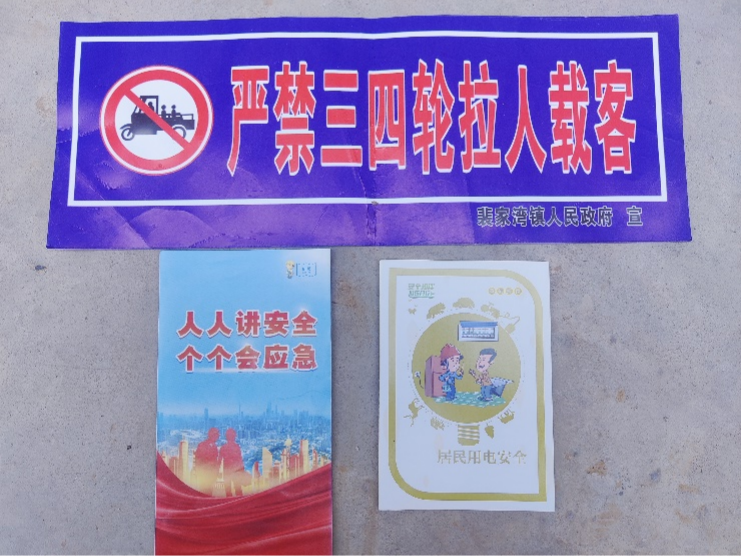 严禁三四轮拉人载客
裴家湾镇人民政府 宣
人人讲安全
个个会应急
居民用电安全